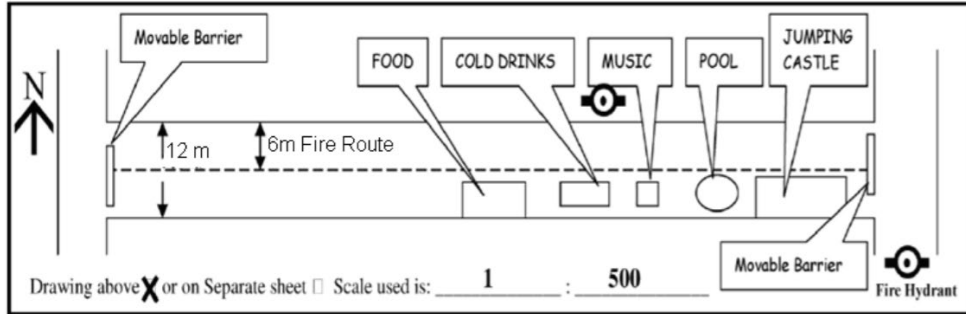 Movable Barrier
FOOD
COLD DRINKS
MUSIC
POOL
JUMPING
CASTLE
N
12 m
6m Fire Route
Movable Barrier
Drawing above X or on Separate sheet □ Scale used is: 1 : 500
Fire Hydrant